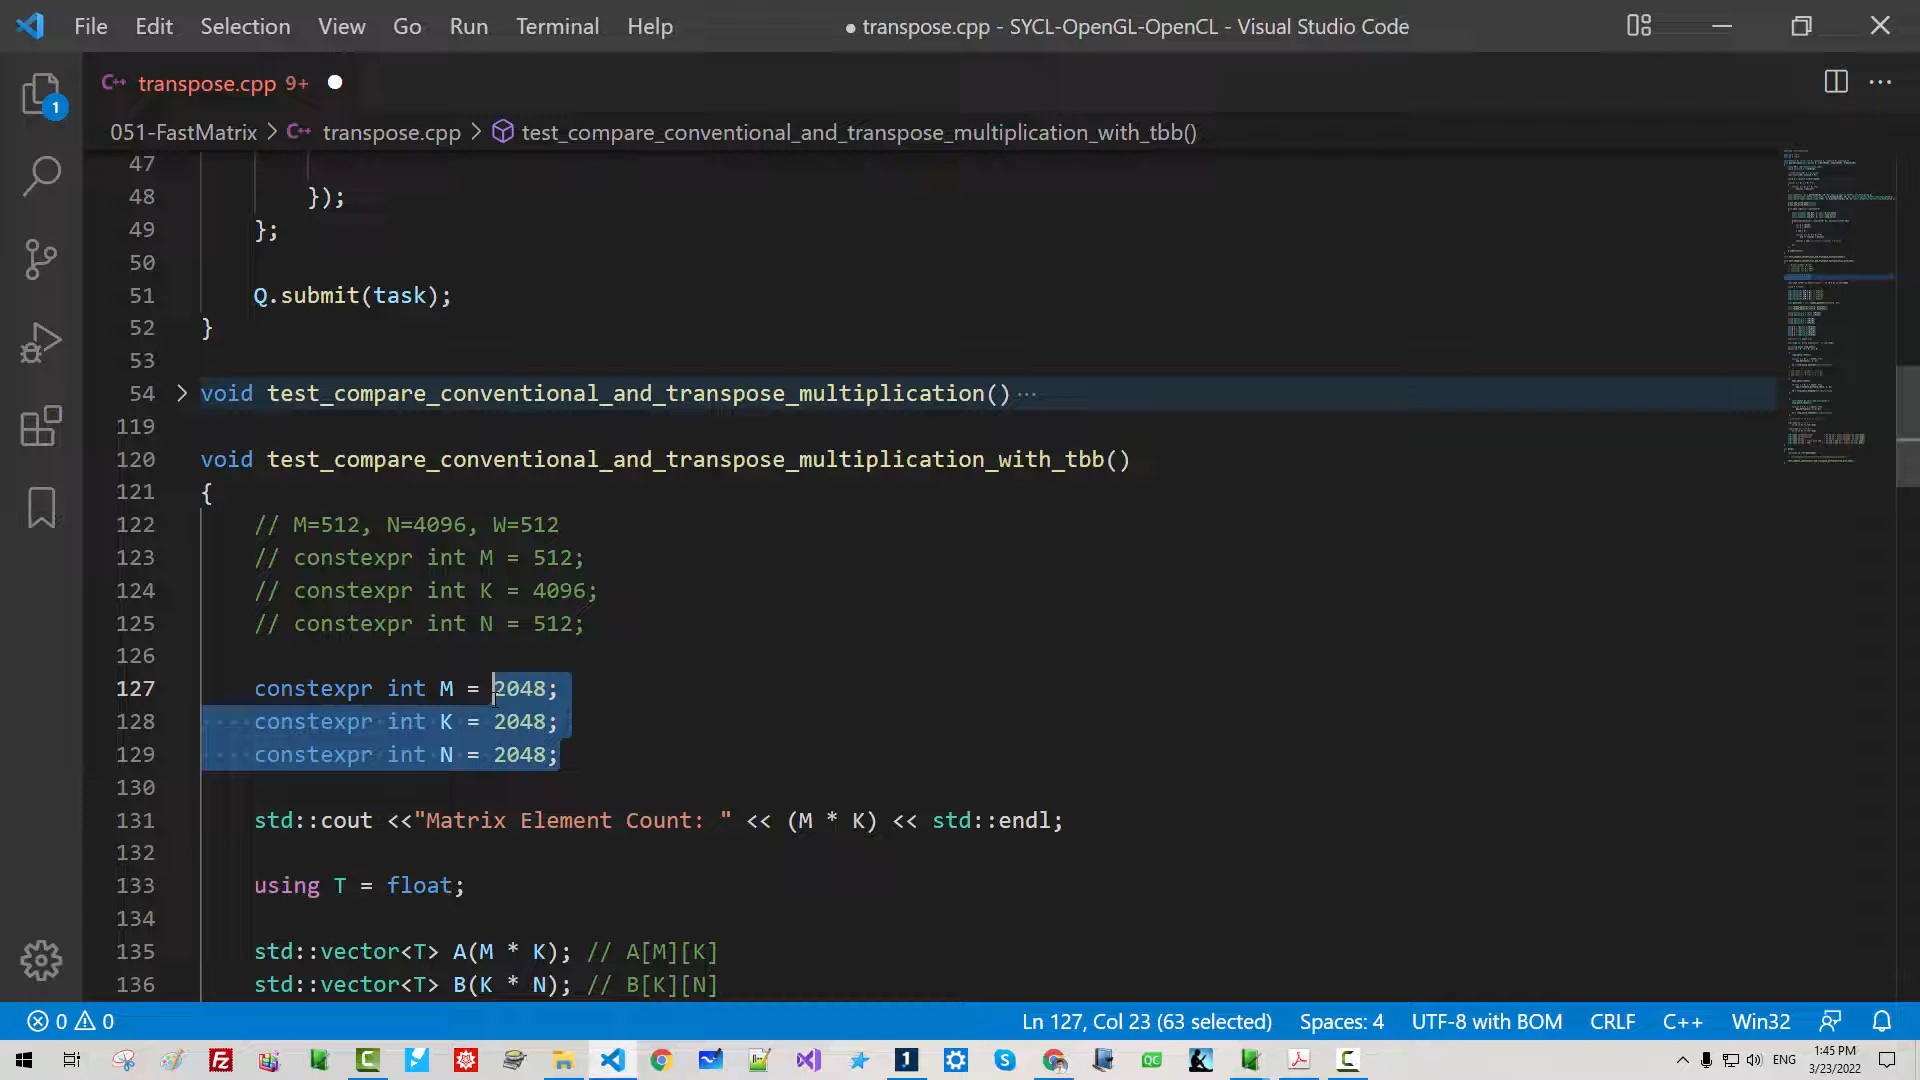 File Edit Selection View Go Run Terminal Help
● transpose.cpp - SYCL-OpenGL-OpenCL - Visual Studio Code
C++ transpose.cpp 9+ ●
051-FastMatrix > C++ transpose.cpp > test_compare_conventional_and_transpose_multiplication_with_tbb()
47
48 });
49 };
50
51 Q.submit(task);
52 }
53
54 > void test_compare_conventional_and_transpose_multiplication()···
119
120 void test_compare_conventional_and_transpose_multiplication_with_tbb()
121 {
122 // M=512, N=4096, W=512
123 // constexpr int M = 512;
124 // constexpr int K = 4096;
125 // constexpr int N = 512;
126
127 constexpr int M = 2048;
128 constexpr int K = 2048;
129 constexpr int N = 2048;
130
131 std::cout <<"Matrix Element Count: " << (M * K) << std::endl;
132
133 using T = float;
134
135 std::vector<T> A(M * K); // A[M][K]
136 std::vector<T> B(K * N); // B[K][N]
1
0 0
Ln 127, Col 23 (63 selected) Spaces: 4 UTF-8 with BOM CRLF C++ Win32
ENG
1:45 PM
3/23/2022